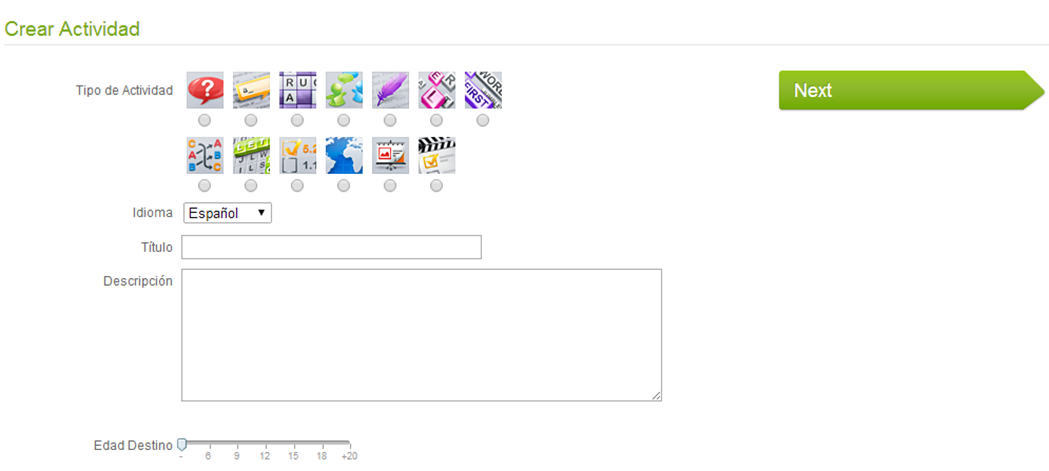 Crear Actividad
Tipo de Actividad
Next
Idioma
Español
Título
Descripción
Edad Destino
- 6 9 12 15 18 +20